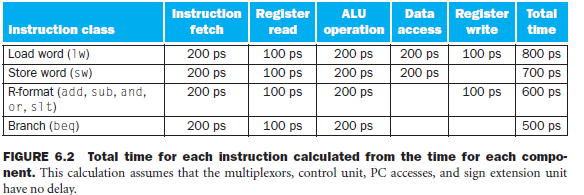 Instruction class | Instruction fetch | Register read | ALU operation | Data access | Register write | Total time
Load word (lw) | 200 ps | 100 ps | 200 ps | 200 ps | 100 ps | 800 ps
Store word (sw) | 200 ps | 100 ps | 200 ps | 200 ps | | 700 ps
R-format (add, sub, and, or, slt) | 200 ps | 100 ps | 200 ps | | 100 ps | 600 ps
Branch (beq) | 200 ps | 100 ps | 200 ps | | | 500 ps
FIGURE 6.2 Total time for each instruction calculated from the time for each compo-
nent. This calculation assumes that the multiplexors, control unit, PC accesses, and sign extension unit
have no delay.